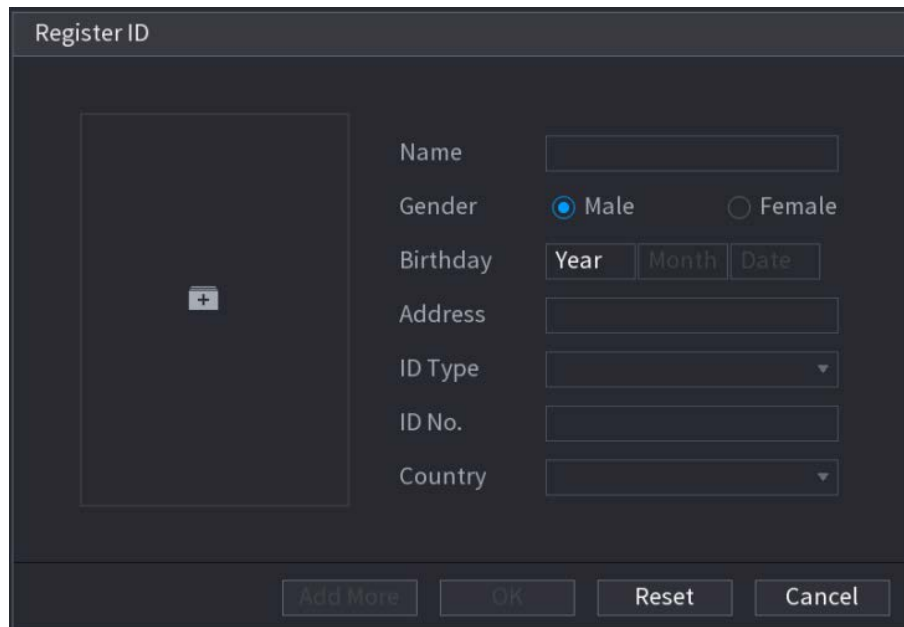 Register ID
Name
Gender Male Female
Birthday Year Month Date
Address
ID Type
ID No.
Country
Add More OK Reset Cancel